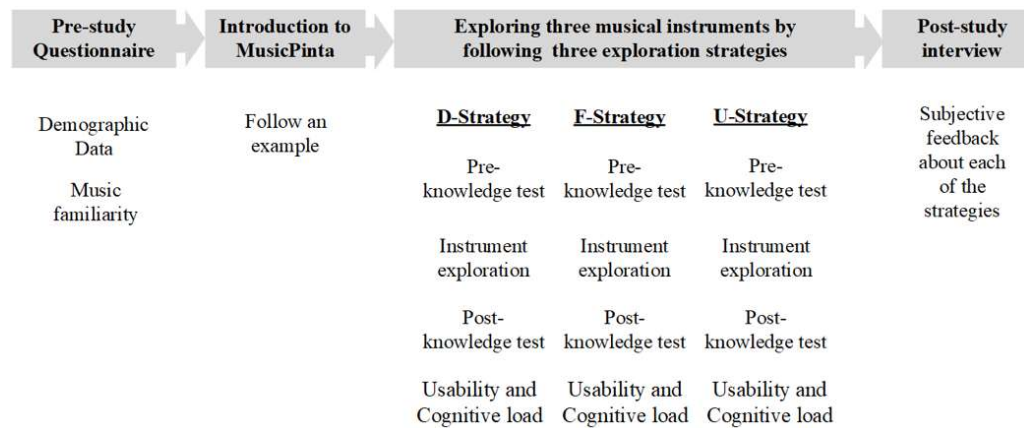 Pre-study
Questionnaire
Introduction to
MusicPinta
Exploring three musical instruments by
following three exploration strategies
Post-study
interview
Demographic
Data
Music
familiarity
Follow an
example
D-Strategy
Pre-
knowledge test
Instrument
exploration
Post-
knowledge test
Usability and
Cognitive load
F-Strategy
Pre-
knowledge test
Instrument
exploration
Post-
knowledge test
Usability and
Cognitive load
U-Strategy
Pre-
knowledge test
Instrument
exploration
Post-
knowledge test
Usability and
Cognitive load
Subjective
feedback
about each
of the
strategies